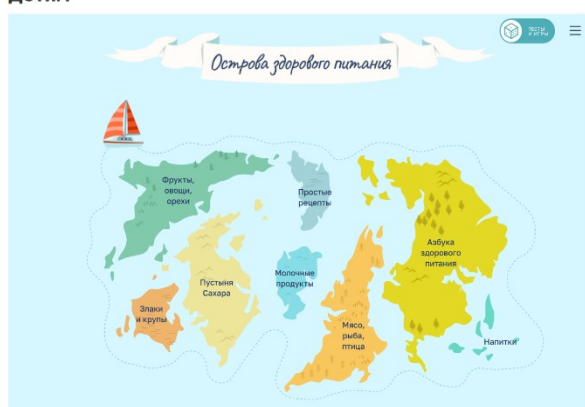 ТЕСТЫ
И ИГРЫ
Острова здорового питания
Фрукты,
овощи,
орехи
Простые
рецепты
Азбука
здорового
питания
Пустыня
Сахара
Молочные
продукты
Злаки
и крупы
Мясо,
рыба,
птица
Напитки